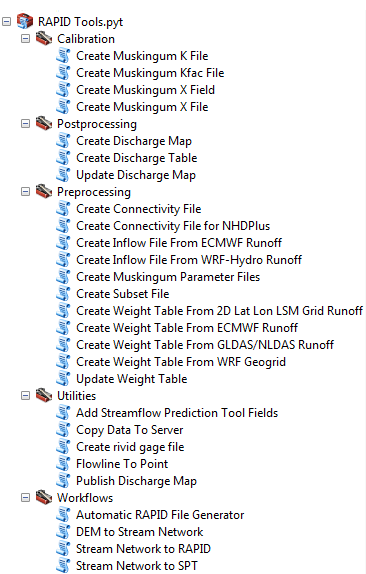 RAPID Tools.pyt
Calibration
Create Muskingum K File
Create Muskingum Kfac File
Create Muskingum X Field
Create Muskingum X File
Postprocessing
Create Discharge Map
Create Discharge Table
Update Discharge Map
Preprocessing
Create Connectivity File
Create Connectivity File for NHDPlus
Create Inflow File From ECMWF Runoff
Create Inflow File From WRF-Hydro Runoff
Create Muskingum Parameter Files
Create Subset File
Create Weight Table From 2D Lat Lon LSM Grid Runoff
Create Weight Table From ECMWF Runoff
Create Weight Table From GLDAS/NLDAS Runoff
Create Weight Table From WRF Geogrid
Update Weight Table
Utilities
Add Streamflow Prediction Tool Fields
Copy Data To Server
Create rivid gage file
Flowline To Point
Publish Discharge Map
Workflows
Automatic RAPID File Generator
DEM to Stream Network
Stream Network to RAPID
Stream Network to SPT